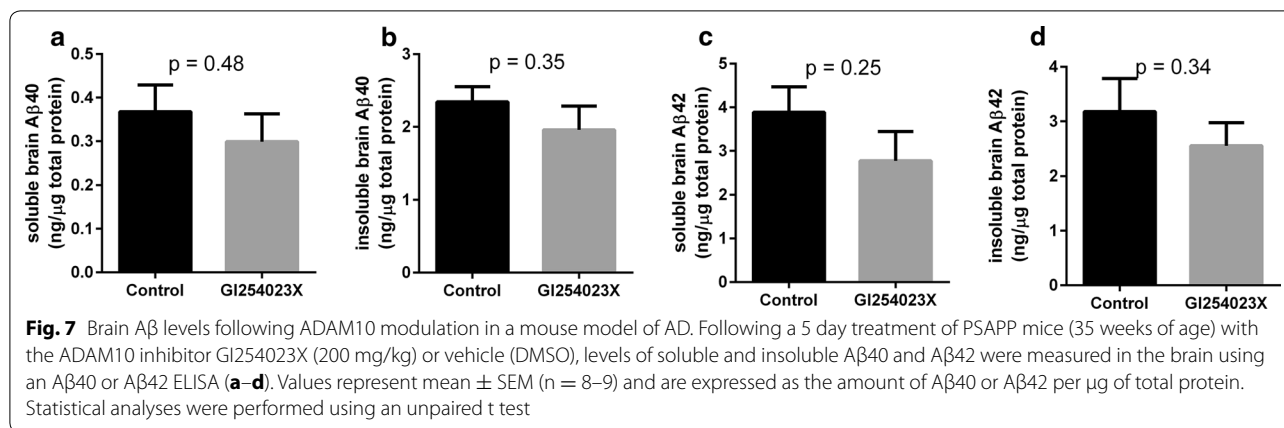 a
p = 0.48
soluble brain Aβ40
(ng/µg total protein)
0.5
0.4
0.3
0.2
0.1
0.0
Control GI254023X
b
p = 0.35
insoluble brain Aβ40
(ng/µg total protein)
3
2
1
0
Control GI254023X
c
p = 0.25
soluble brain Aβ42
(ng/µg total protein)
5
4
3
2
1
0
Control GI254023X
d
p = 0.34
insoluble brain Aβ42
(ng/µg total protein)
4
3
2
1
0
Control GI254023X
Fig. 7 Brain Aβ levels following ADAM10 modulation in a mouse model of AD. Following a 5 day treatment of PSAPP mice (35 weeks of age) with
the ADAM10 inhibitor GI254023X (200 mg/kg) or vehicle (DMSO), levels of soluble and insoluble Aβ40 and Aβ42 were measured in the brain using
an Aβ40 or Aβ42 ELISA (a–d). Values represent mean ± SEM (n = 8–9) and are expressed as the amount of Aβ40 or Aβ42 per µg of total protein.
Statistical analyses were performed using an unpaired t test